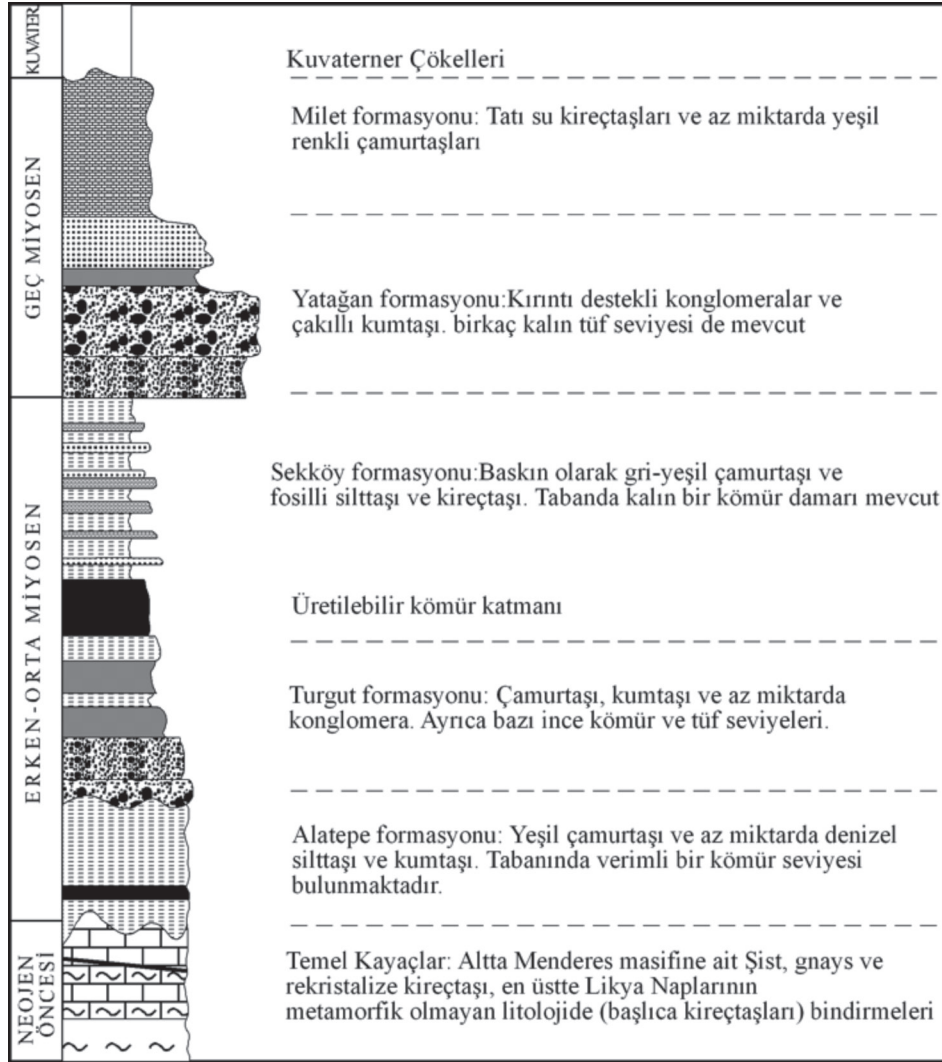 KUVATER
Kuvaterner Çökelleri
GEÇ MİYOSEN
Milet formasyonu: Tatı su kireçtaşları ve az miktarda yeşil
renkli çamurtaşları
Yatağan formasyonu:Kırıntı destekli konglomeralar ve
çakıllı kumtaşı. birkaç kalın tüf seviyesi de mevcut
ERKEN-ORTA MİYOSEN
Sekköy formasyonu:Baskın olarak gri-yeşil çamurtaşı ve
fosilli silttaşı ve kireçtaşı. Tabanda kalın bir kömür damarı mevcut
Üretilebilir kömür katmanı
Turgut formasyonu: Çamurtaşı, kumtaşı ve az miktarda
konglomera. Ayrıca bazı ince kömür ve tüf seviyeleri.
Alatepe formasyonu: Yeşil çamurtaşı ve az miktarda denizel
silttaşı ve kumtaşı. Tabanında verimli bir kömür seviyesi
bulunmaktadır.
NEOJEN
ÖNCESİ
Temel Kayaçlar: Altta Menderes masifine ait Şist, gnays ve
rekristalize kireçtaşı, en üstte Likya Naplarının
metamorfik olmayan litolojide (başlıca kireçtaşları) bindirmeleri